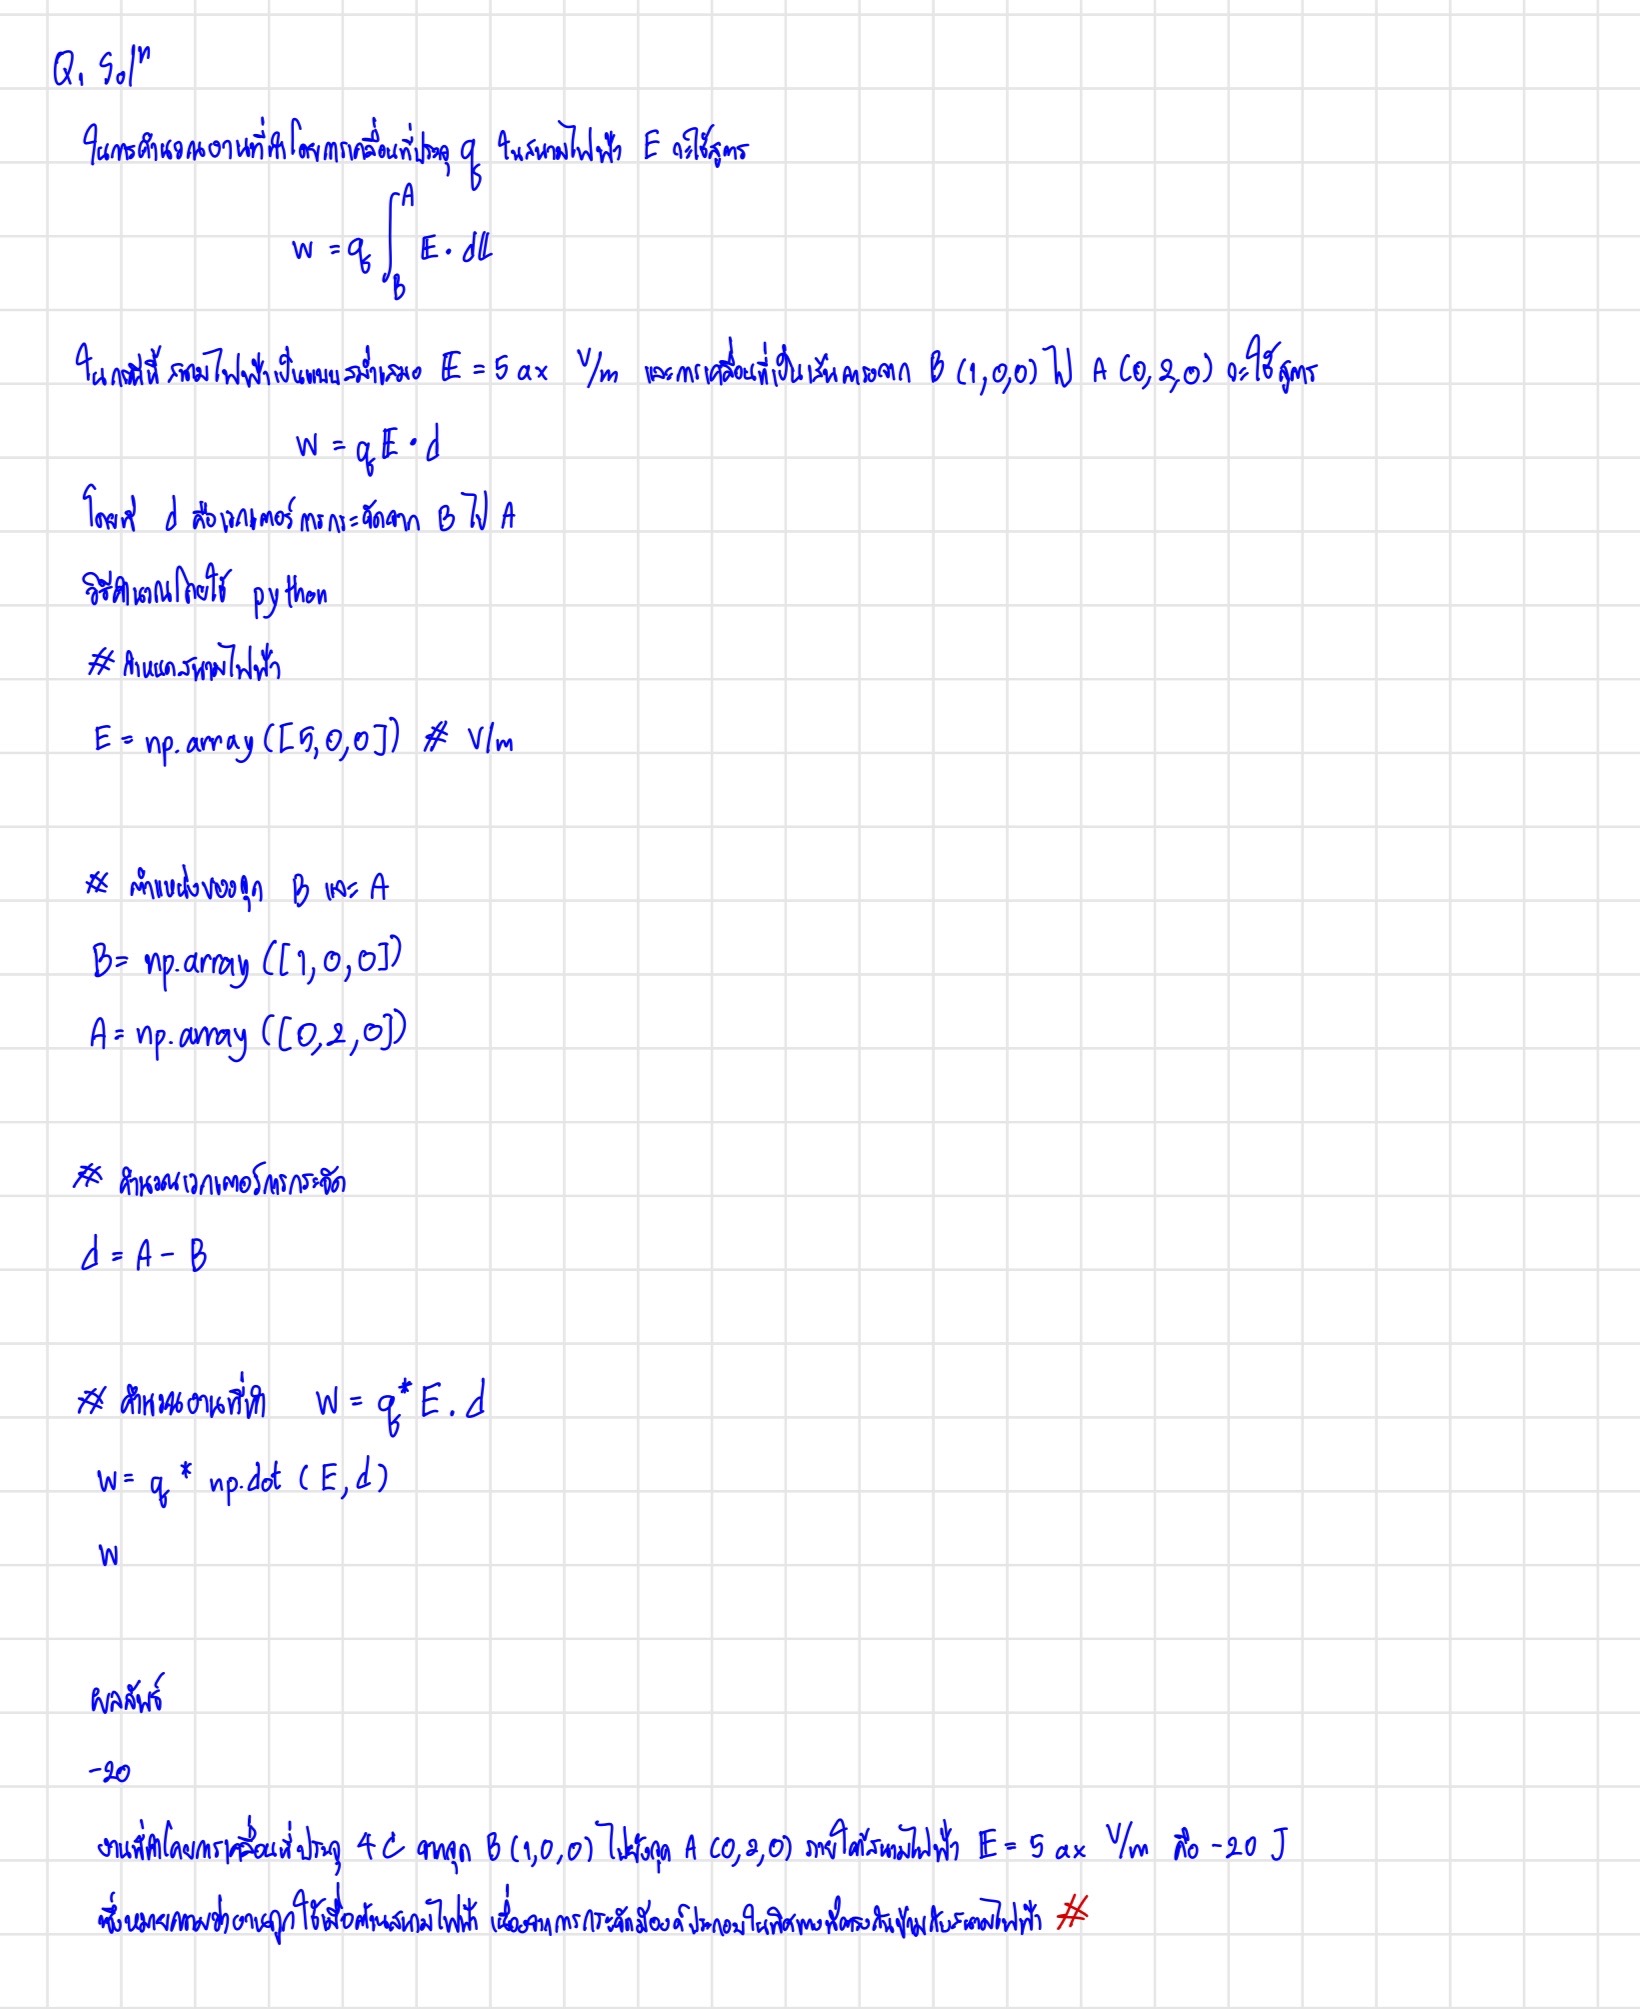 Q1 Solⁿ
ในการคำนวณงานที่ทำโดยการเคลื่อนที่ประจุ q ในสนามไฟฟ้า E จะใช้สูตร
w = q ∫_B^A E · dL
ในกรณีนี้ สนามไฟฟ้าเป็นแบบสม่ำเสมอ E = 5 ax V/m และการเคลื่อนที่เป็นเส้นตรงจาก B (1,0,0) ไป A (0,2,0) จะใช้สูตร
W = qE · d
โดยที่ d คือเวกเตอร์การกระจัดจาก B ไป A
วิธีคำนวณโดยใช้ python
# กำหนดสนามไฟฟ้า
E = np.array([5,0,0]) # V/m
# ตำแหน่งของจุด B และ A
B = np.array([1,0,0])
A = np.array([0,2,0])
# คำนวณเวกเตอร์การกระจัด
d = A - B
# คำนวณงานที่ทำ W = q* E . d
W = q * np.dot (E,d)
W
ผลลัพธ์
-20
งานที่ทำโดยการเคลื่อนที่ประจุ 4 C จากจุด B (1,0,0) ไปยังจุด A (0,2,0) ภายใต้สนามไฟฟ้า E = 5 ax V/m คือ -20 J
ซึ่งหมายความว่างานถูกใช้เพื่อต้านสนามไฟฟ้า เนื่องจากการกระจัดมีองค์ประกอบในทิศทางที่ตรงกันข้ามกับสนามไฟฟ้า #